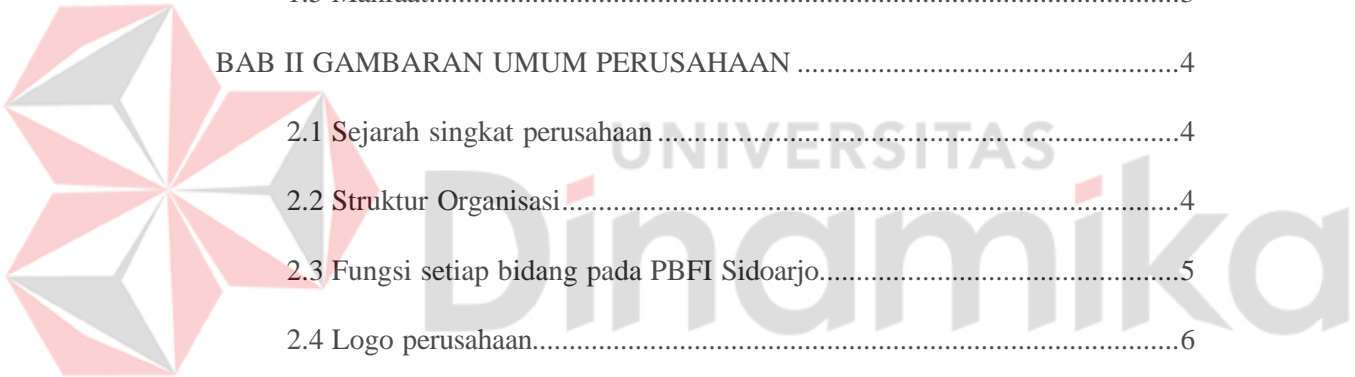 BAB II GAMBARAN UMUM PERUSAHAAN ..................................................4
2.1 Sejarah singkat perusahaan ......................................................................4
2.2 Struktur Organisasi...................................................................................4
2.3 Fungsi setiap bidang pada PBFI Sidoarjo................................................5
2.4 Logo perusahaan.......................................................................................6
UNIVERSITAS
Dinamika